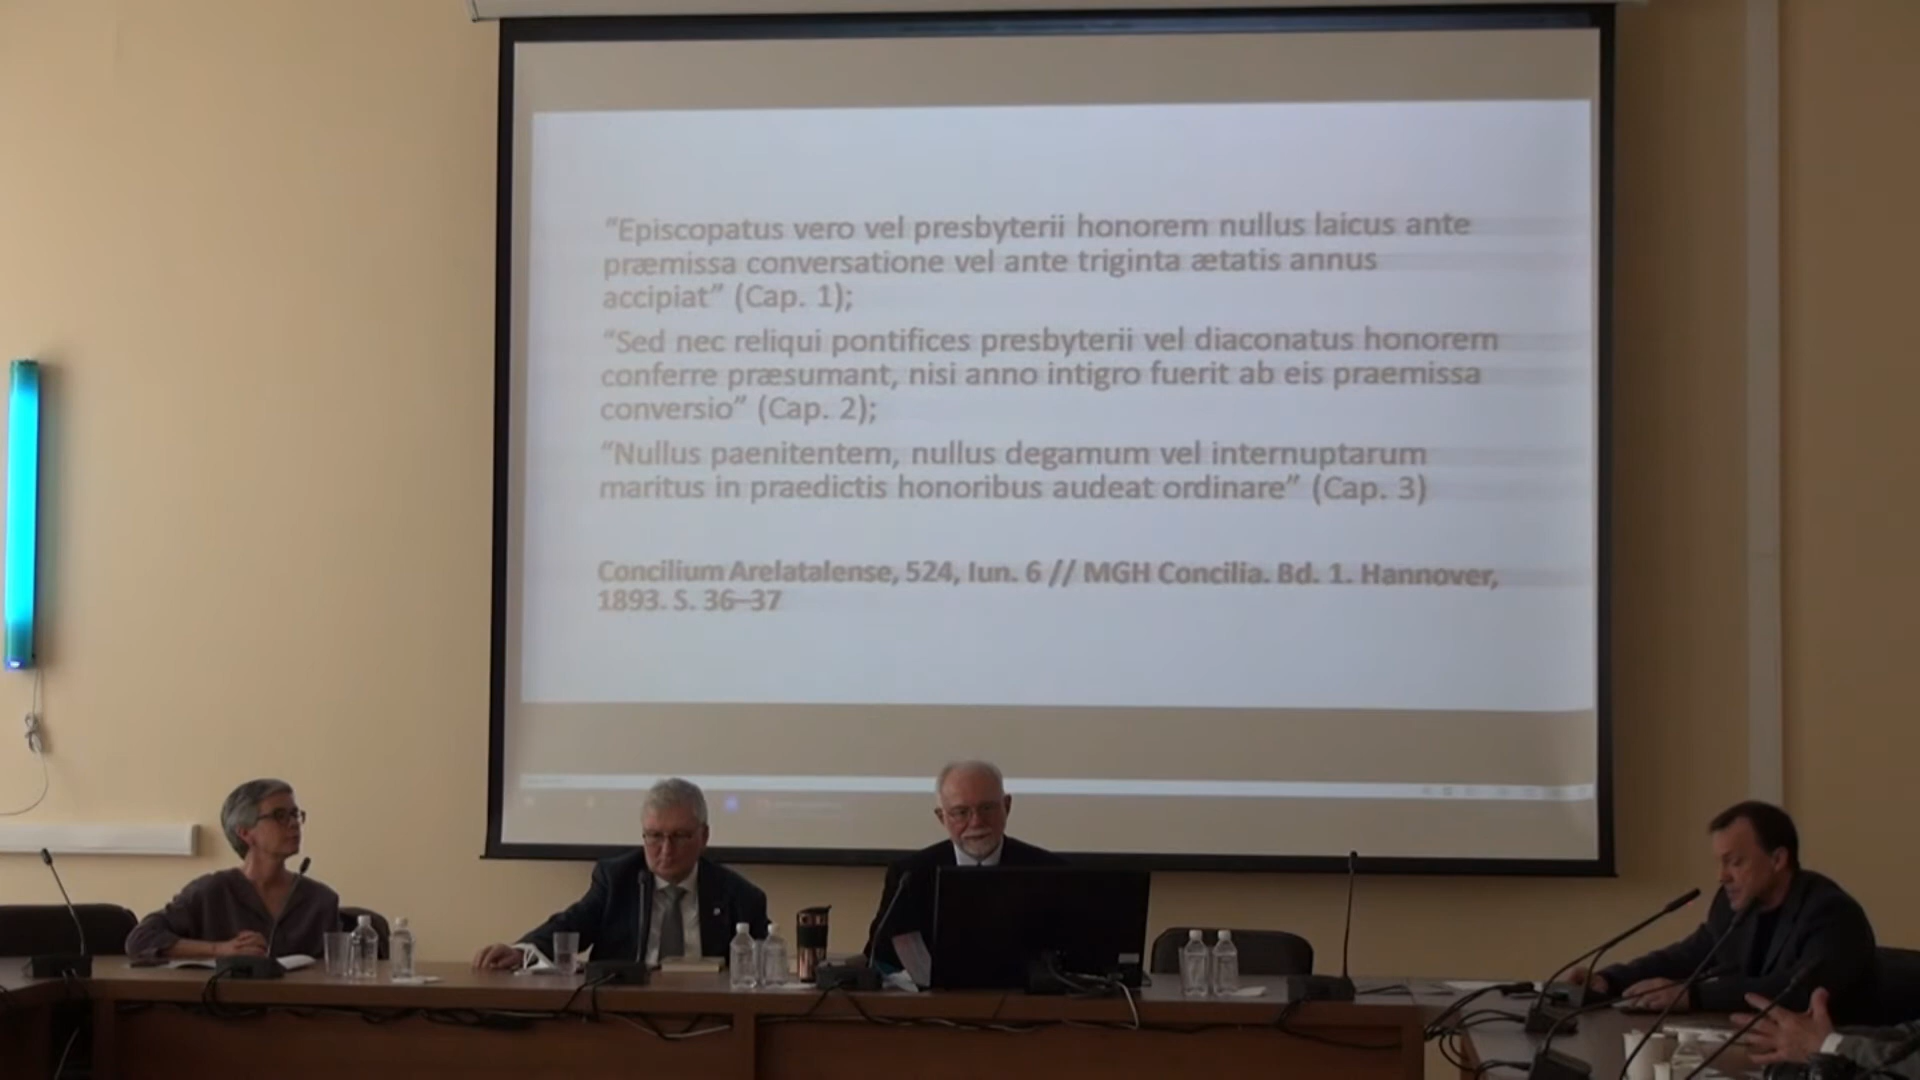 “Episcopatus vero vel presbyterii honorem nullus laicus ante
præmissa conversatione vel ante triginta ætatis annus
accipiat” (Cap. 1);
“Sed nec reliqui pontifices presbyterii vel diaconatus honorem
conferre præsumant, nisi anno intigro fuerit ab eis praemissa
conversio” (Cap. 2);
“Nullus paenitentem, nullus degamum vel internuptarum
maritus in praedictis honoribus audeat ordinare” (Cap. 3)
Concilium Arelatalense, 524, Iun. 6 // MGH Concilia. Bd. 1. Hannover,
1893. S. 36–37